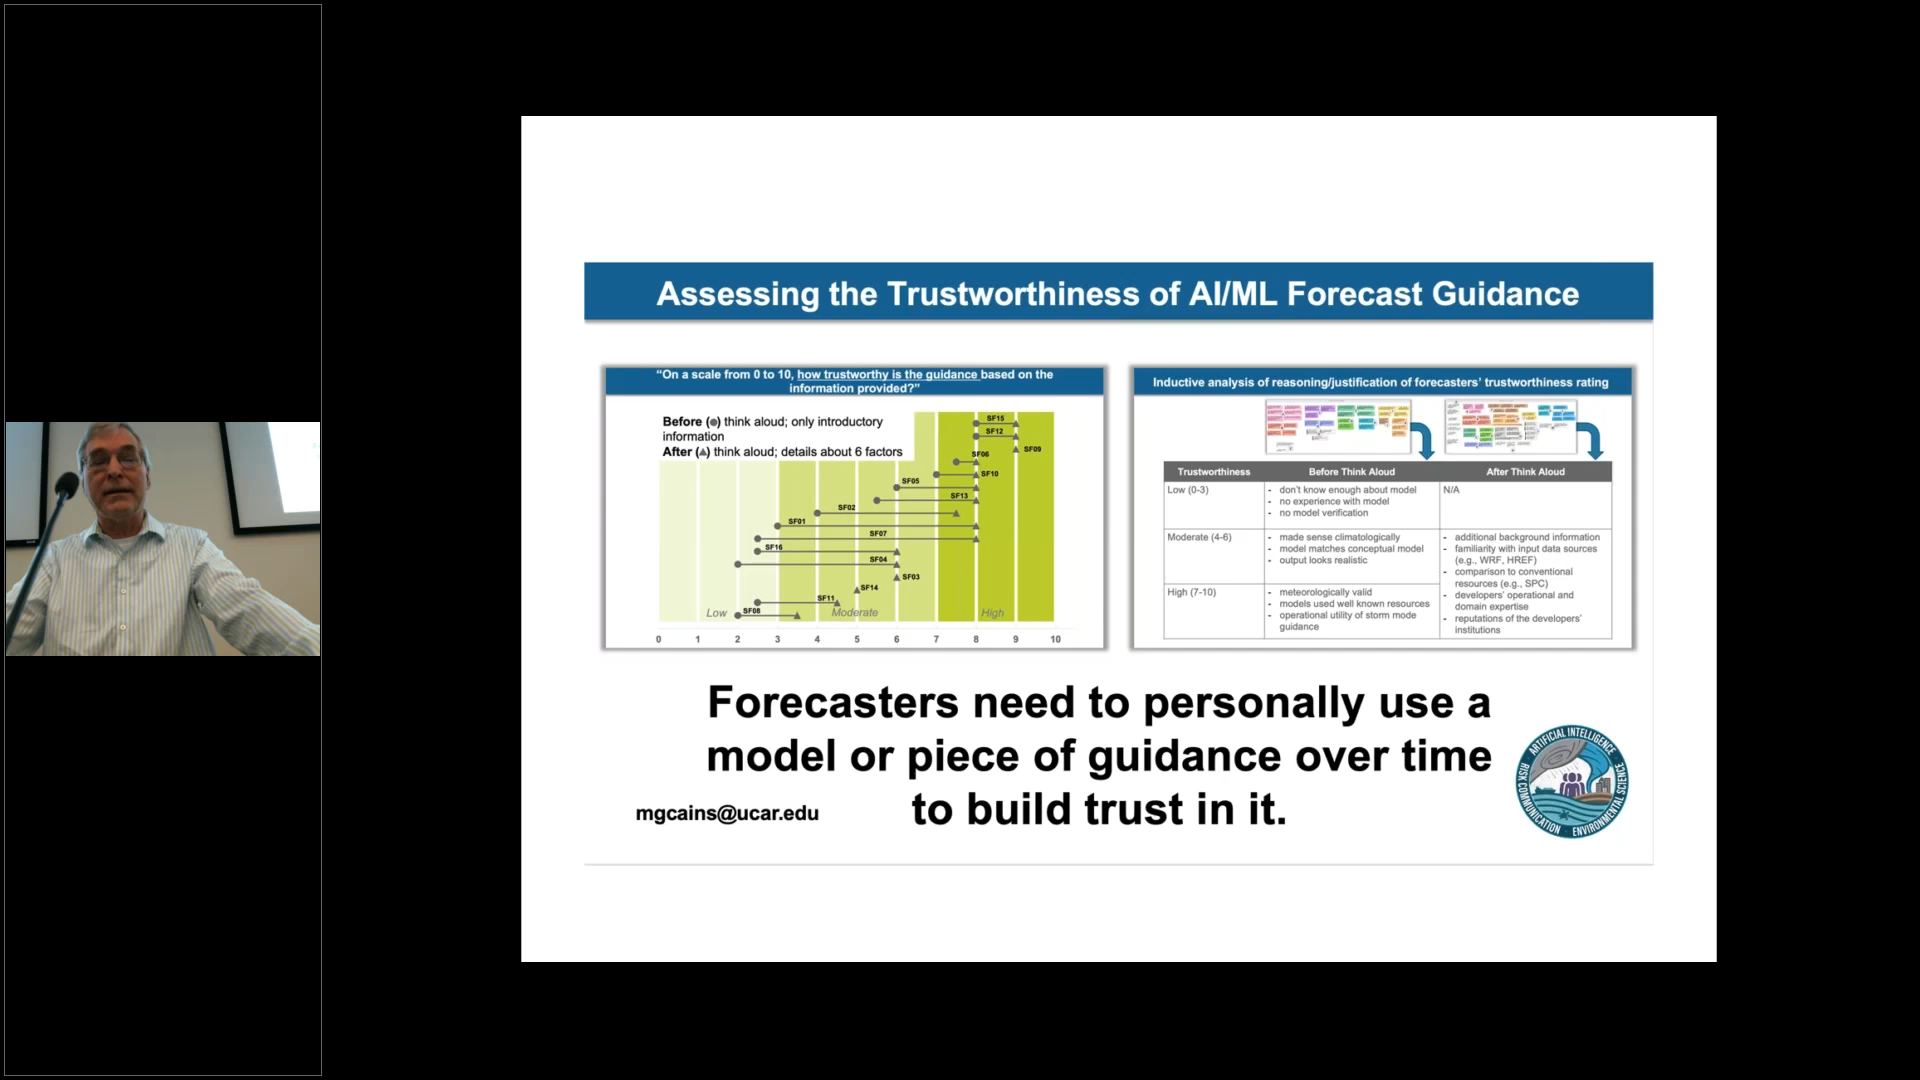 Assessing the Trustworthiness of AI/ML Forecast Guidance
“On a scale from 0 to 10, how trustworthy is the guidance based on the
information provided?”
Before (●) think aloud; only introductory
information
After (▲) think aloud; details about 6 factors
SF15
SF12
SF09
SF06
SF10
SF05
SF13
SF02
SF01
SF07
SF16
SF04
SF03
SF14
SF11
SF08
Low
Moderate
High
0 1 2 3 4 5 6 7 8 9 10
Inductive analysis of reasoning/justification of forecasters’ trustworthiness rating
Trustworthiness Before Think Aloud After Think Aloud
Low (0-3)
- don’t know enough about model
- no experience with model
- no model verification
N/A
Moderate (4-6)
- made sense climatologically
- model matches conceptual model
- output looks realistic
High (7-10)
- meteorologically valid
- models used well known resources
- operational utility of storm mode
guidance
- additional background information
- familiarity with input data sources
(e.g., WRF, HREF)
- comparison to conventional
resources (e.g., SPC)
- developers’ operational and
domain expertise
- reputations of the developers’
institutions
Forecasters need to personally use a
model or piece of guidance over time
to build trust in it.
mgcains@ucar.edu
ARTIFICIAL INTELLIGENCE
RISK COMMUNICATION
ENVIRONMENTAL SCIENCE